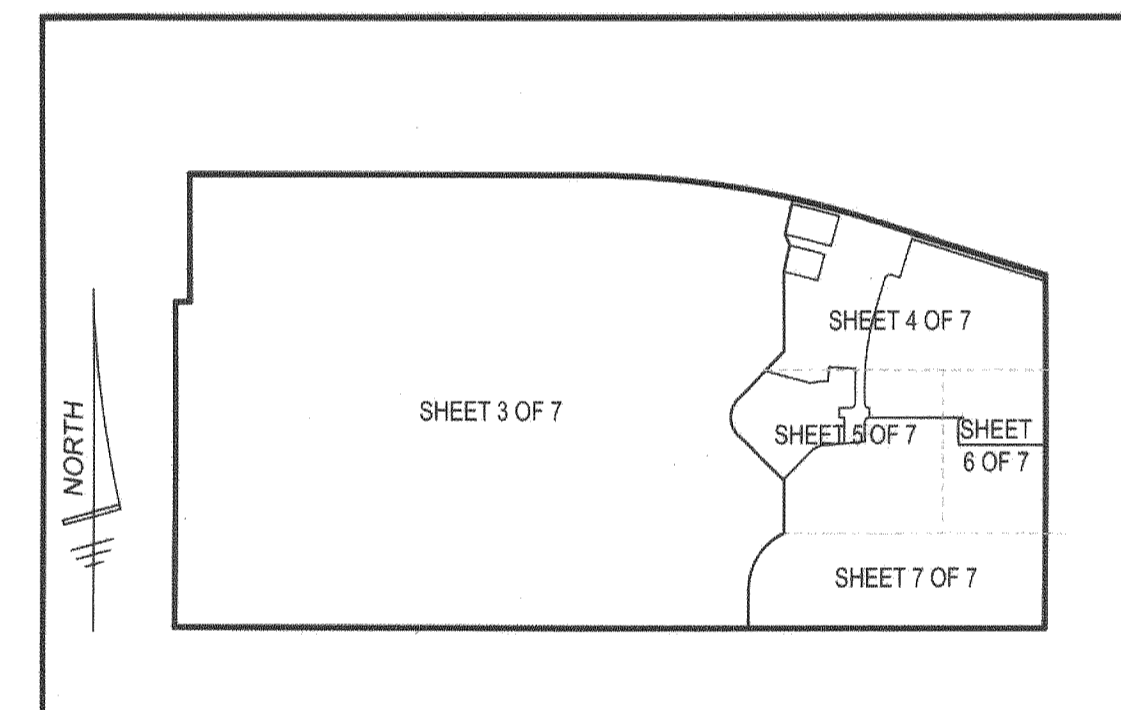 SHEET 4 OF 7
SHEET 3 OF 7
NORTH
SHEET 5 OF 7
SHEET
6 OF 7
SHEET 7 OF 7